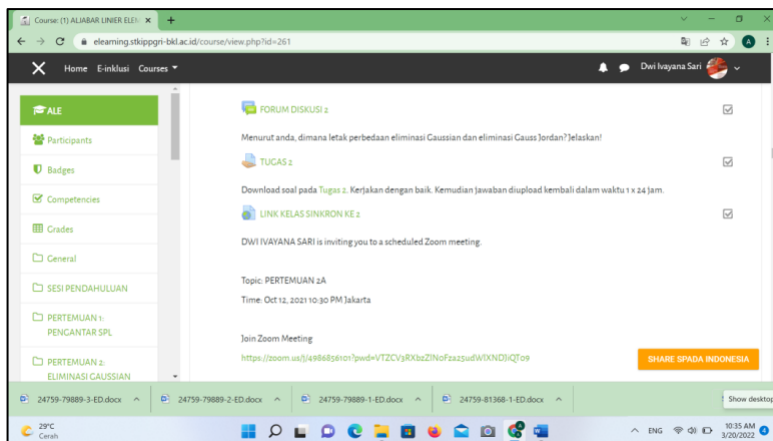 Course: (1) ALJABAR LINIER ELEN
elearning.stkippgri-bkl.ac.id/course/view.php?id=261
A
Home E-inklusi Courses
Dwi Ivayana Sari
ALE
Participants
Badges
Competencies
Grades
General
SESI PENDAHULUAN
PERTEMUAN 1:
PENGANTAR SPL
PERTEMUAN 2:
ELIMINASI GAUSSIAN
FORUM DISKUSI 2
Menurut anda, dimana letak perbedaan eliminasi Gaussian dan eliminasi Gauss Jordan?Jelaskan!
TUGAS 2
Download soal pada Tugas 2. Kerjakan dengan baik. Kemudian jawaban diupload kembali dalam waktu 1 x 24 jam.
LINK KELAS SINKRON KE 2
DWI IVAYANA SARI is inviting you to a scheduled Zoom meeting.
Topic: PERTEMUAN 2A
Time: Oct 12, 2021 10:30 PM Jakarta
Join Zoom Meeting
SHARE SPADA INDONESIA
24759-79889-3-ED.docx
24759-79889-2-ED.docx
24759-79889-1-ED.docx
24759-81368-1-ED.docx
Show desktop
29°C
Cerah
ENG
10:35 AM
3/20/2022